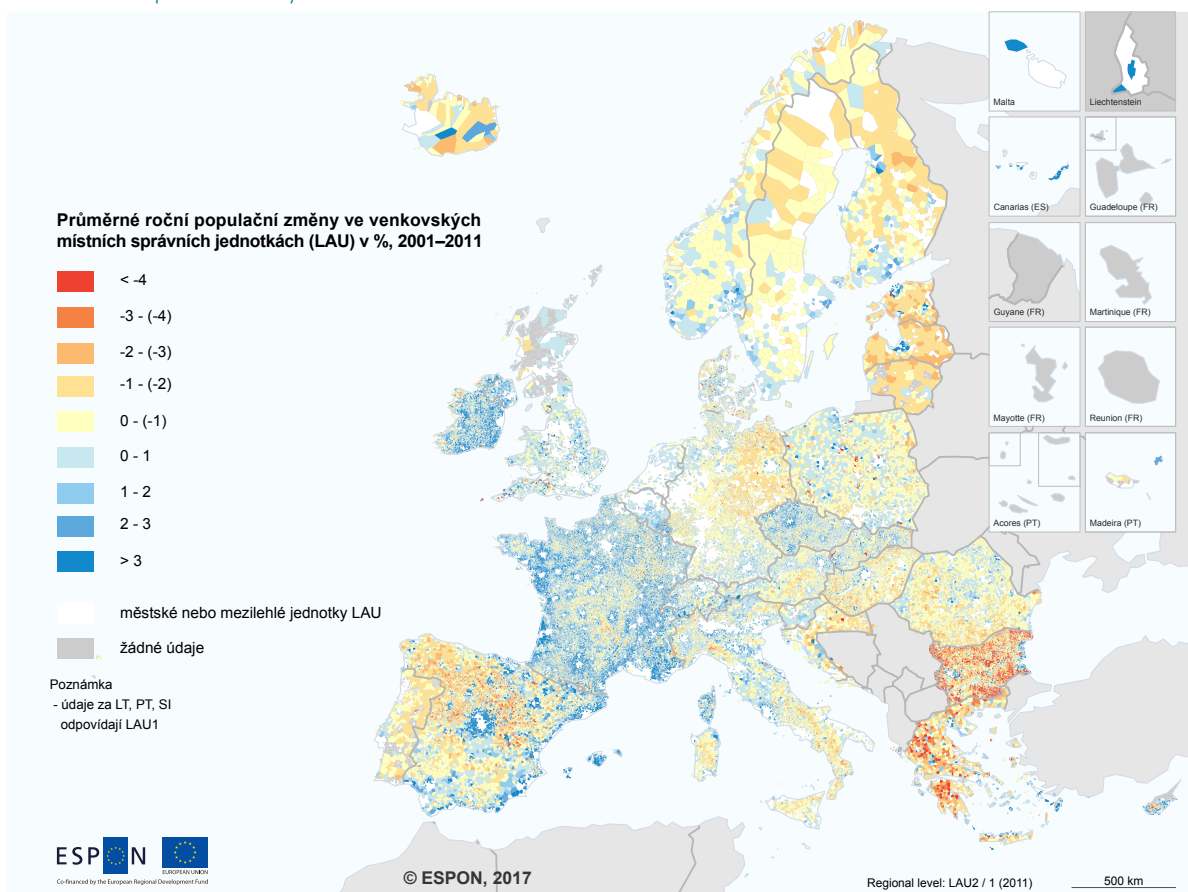 Průměrné roční populační změny ve venkovských
místních správních jednotkách (LAU) v %, 2001–2011
< -4
-3 - (-4)
-2 - (-3)
-1 - (-2)
0 - (-1)
0 - 1
1 - 2
2 - 3
> 3
městské nebo mezilehlé jednotky LAU
žádné údaje
Poznámka
- údaje za LT, PT, SI
odpovídají LAU1
Malta
Liechtenstein
Canarias (ES)
Guadeloupe (FR)
Guyane (FR)
Martinique (FR)
Mayotte (FR)
Reunion (FR)
Acores (PT)
Madeira (PT)
ESPON
EUROPEAN UNION
Co-financed by the European Regional Development Fund
© ESPON, 2017
Regional level: LAU2 / 1 (2011)
500 km